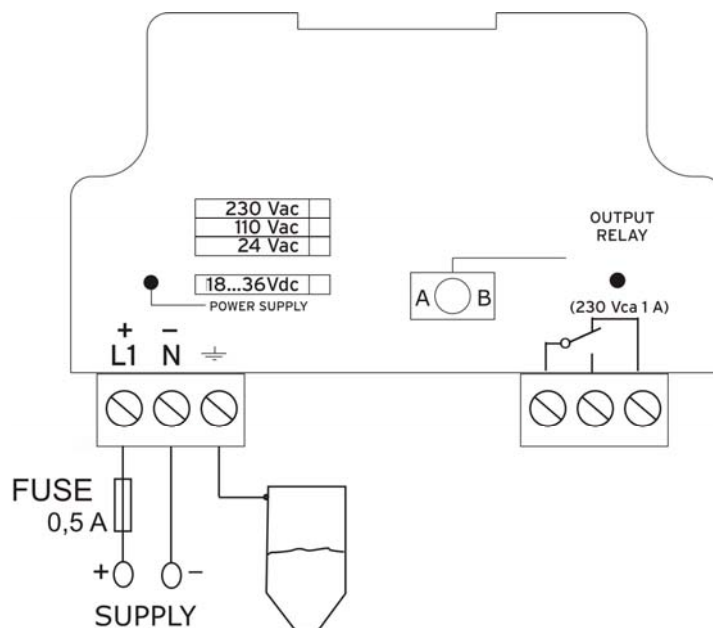 230 Vac
110 Vac
24 Vac
18...36Vdc
POWER SUPPLY
A B
OUTPUT
RELAY
(230 Vca 1 A)
+ −
L1 N
FUSE
0,5 A
+ −
SUPPLY